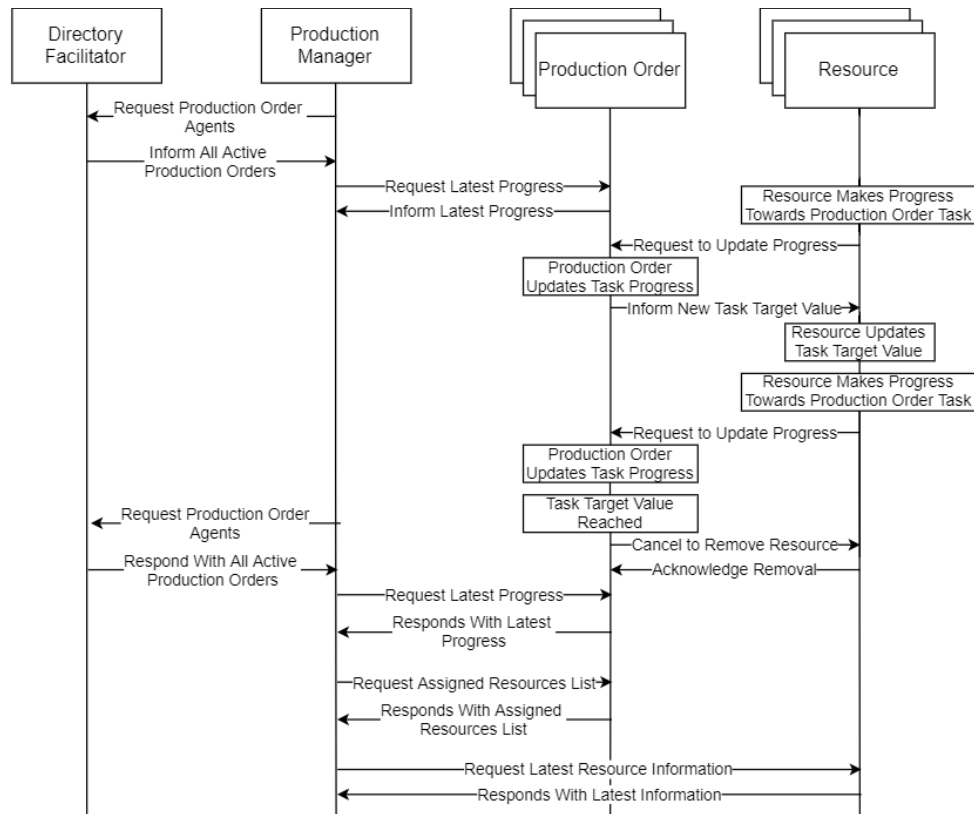 Directory
Facilitator
Production
Manager
Production Order
Resource
Request Production Order
Agents
Inform All Active
Production Orders
Request Latest Progress
Inform Latest Progress
Resource Makes Progress
Towards Production Order Task
Request to Update Progress
Production Order
Updates Task Progress
Inform New Task Target Value
Resource Updates
Task Target Value
Resource Makes Progress
Towards Production Order Task
Request to Update Progress
Production Order
Updates Task Progress
Task Target Value
Reached
Request Production Order
Agents
Cancel to Remove Resource
Respond With All Active
Production Orders
Acknowledge Removal
Request Latest Progress
Responds With Latest
Progress
Request Assigned Resources List
Responds With Assigned
Resources List
Request Latest Resource Information
Responds With Latest Information